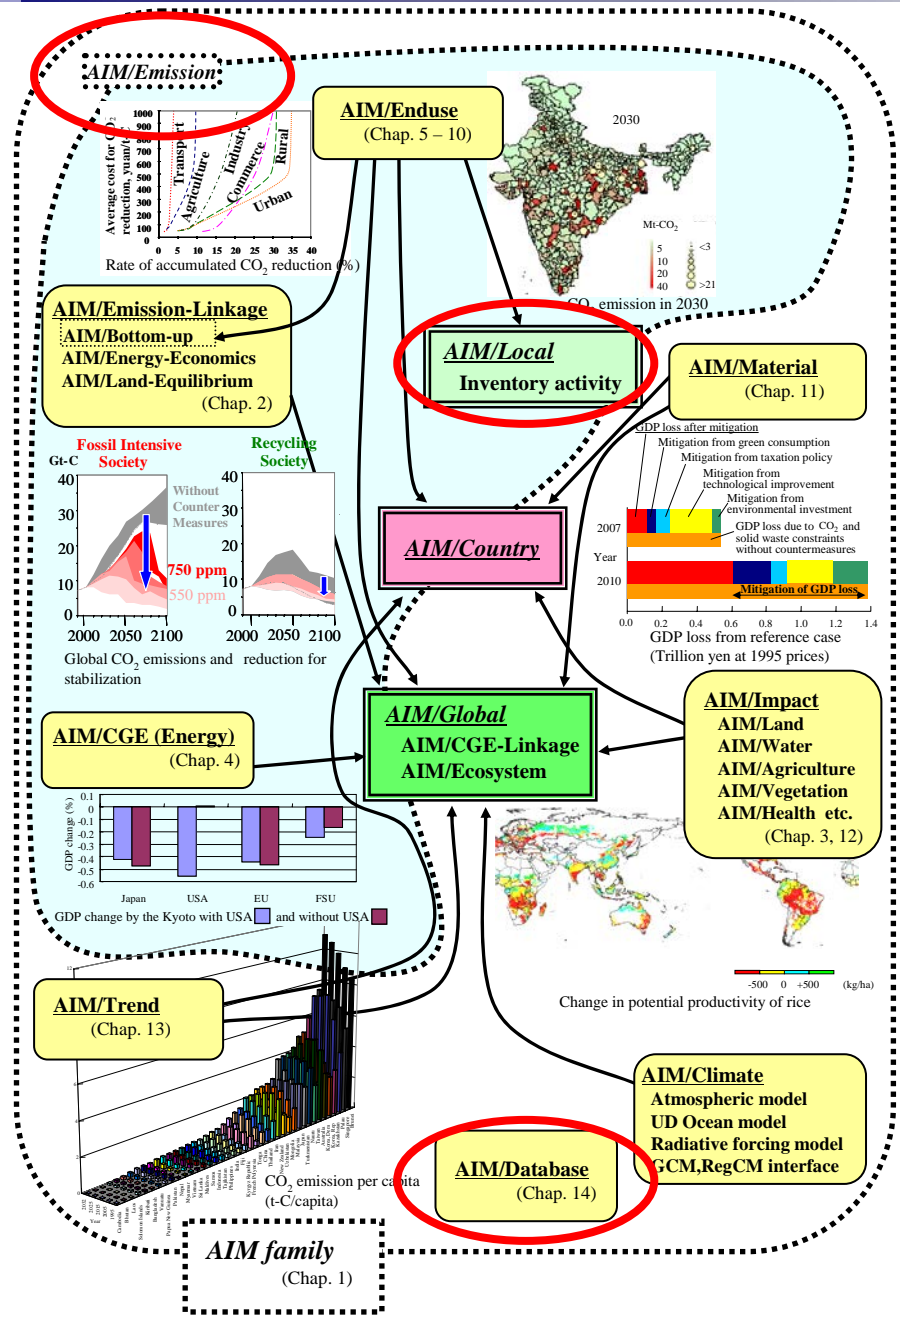 AIM/Emission
AIM/Enduse
(Chap. 5 – 10)
2030
Mt-CO2
5
10
20
40
<3
>21
CO2 emission in 2030
Average cost for CO2
reduction, yuan/t-C
1000
900
800
700
600
500
400
300
200
100
0
Transport
Agriculture
Industry
Commerce
Rural
Urban
0 5 10 15 20 25 30 35 40
Rate of accumulated CO2 reduction (%)
AIM/Emission-Linkage
AIM/Bottom-up
AIM/Energy-Economics
AIM/Land-Equilibrium
(Chap. 2)
AIM/Local
Inventory activity
AIM/Material
(Chap. 11)
Fossil Intensive
Society
Recycling
Society
Gt-C
40
30
20
10
0
Without
Counter
Measures
750 ppm
550 ppm
40
30
20
10
0
2000 2050 2100
2000 2050 2100
Global CO2 emissions and reduction for
stabilization
AIM/Country
GDP loss after mitigation
Mitigation from green consumption
Mitigation from taxation policy
Mitigation from
technological improvement
Mitigation from
environmental investment
GDP loss due to CO2 and
solid waste constraints
without countermeasures
2007
Year
2010
Mitigation of GDP loss
0.0 0.2 0.4 0.6 0.8 1.0 1.2 1.4
GDP loss from reference case
(Trillion yen at 1995 prices)
AIM/CGE (Energy)
(Chap. 4)
AIM/Global
AIM/CGE-Linkage
AIM/Ecosystem
AIM/Impact
AIM/Land
AIM/Water
AIM/Agriculture
AIM/Vegetation
AIM/Health etc.
(Chap. 3, 12)
GDP change (%)
0.1
0
-0.1
-0.2
-0.3
-0.4
-0.5
-0.6
Japan USA EU FSU
GDP change by the Kyoto with USA and without USA
-500 0 +500 (kg/ha)
Change in potential productivity of rice
AIM/Trend
(Chap. 13)
CO2 emission per capita
(t-C/capita)
AIM/Climate
Atmospheric model
UD Ocean model
Radiative forcing model
GCM,RegCM interface
AIM/Database
(Chap. 14)
AIM family
(Chap. 1)